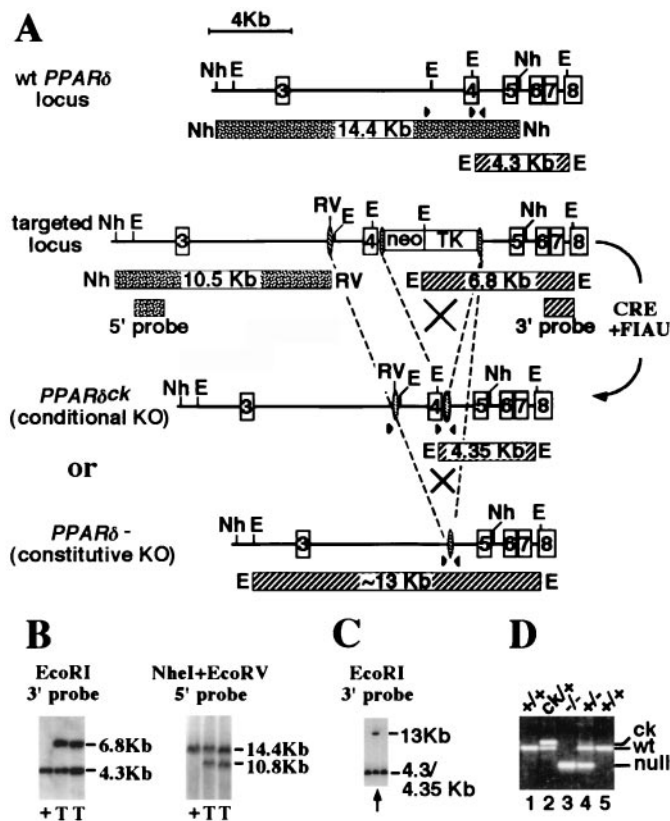 A
4Kb
wt PPARδ locus
Nh E 3 E 4 5 Nh 6 7 E 8
Nh 14.4 Kb Nh
E 4.3 Kb E
targeted locus
Nh E 3 RV E E 4 neo E TK 5 Nh 6 7 E 8
Nh 10.5 Kb RV
E 6.8 Kb E
5' probe
3' probe
CRE +FIAU
PPARδck (conditional KO)
Nh E 3 RV E E 4 5 Nh 6 7 E 8
E 4.35 Kb E
or
PPARδ - (constitutive KO)
Nh E 3 5 Nh 6 7 E 8
E ~13 Kb E
B
EcoRI 3' probe
6.8Kb
4.3Kb
+ T T
NheI+EcoRV 5' probe
14.4Kb
10.8Kb
+ T T
C
EcoRI 3' probe
13Kb
4.3/ 4.35 Kb
D
+/+ ck/+ -/- +/- +/+
ck
wt
null
1 2 3 4 5